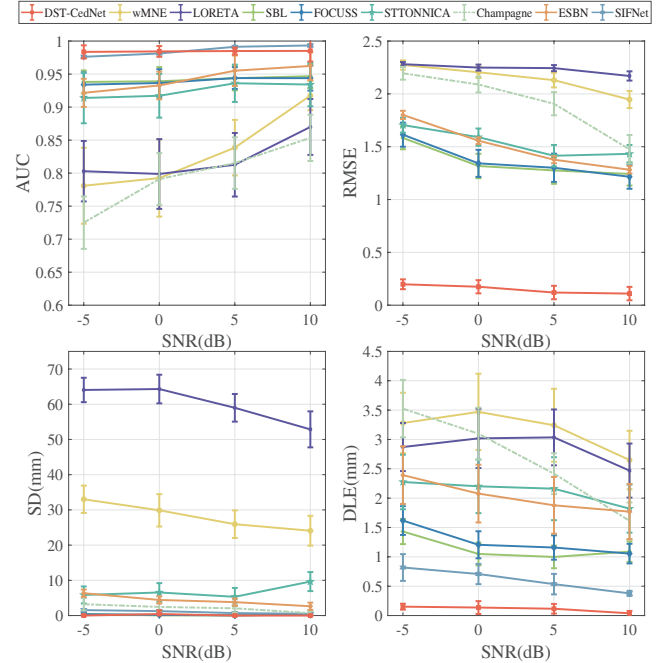 DST-CedNet wMNE LORETA SBL FOCUSS STTONNICA Champagne ESBN SIFNet
1
0.95
0.9
0.85
0.8
0.75
0.7
0.65
0.6
AUC
-5 0 5 10
SNR(dB)
2.5
2
1.5
1
0.5
0
RMSE
-5 0 5 10
SNR(dB)
70
60
50
40
30
20
10
0
SD(mm)
-5 0 5 10
SNR(dB)
4.5
4
3.5
3
2.5
2
1.5
1
0.5
0
DLE(mm)
-5 0 5 10
SNR(dB)